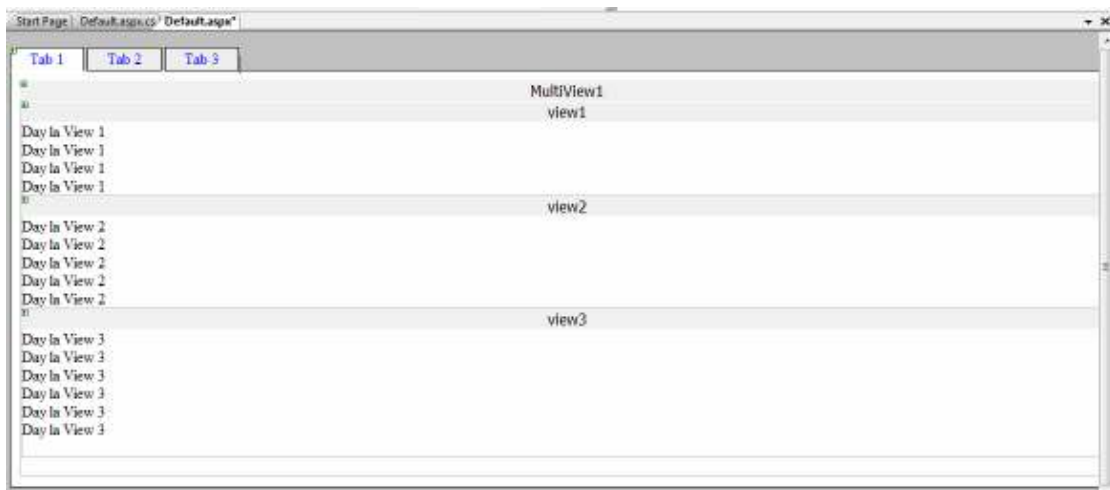 Start Page Default.aspx.cs* Default.aspx*
Tab 1 Tab 2 Tab 3
MultiView1
view1
Day la View 1
Day la View 1
Day la View 1
Day la View 1
view2
Day la View 2
Day la View 2
Day la View 2
Day la View 2
Day la View 2
view3
Day la View 3
Day la View 3
Day la View 3
Day la View 3
Day la View 3
Day la View 3